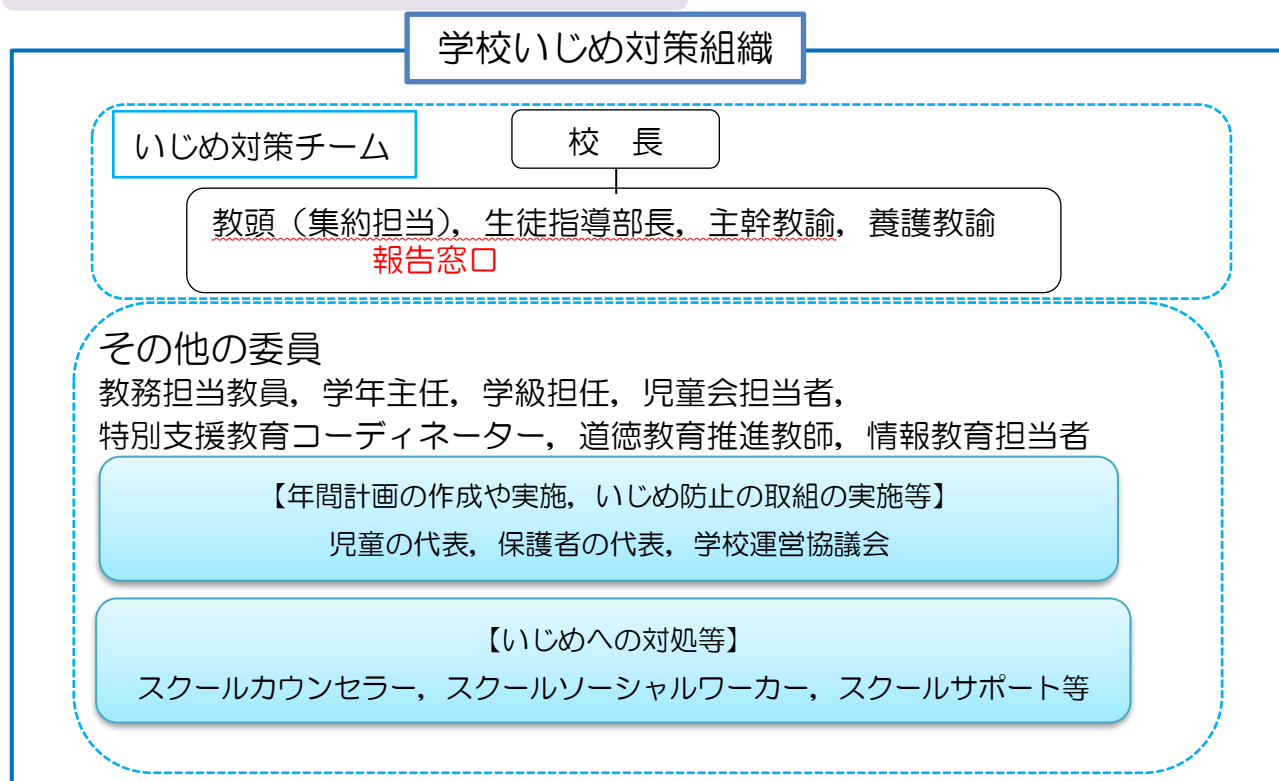 学校いじめ対策組織
いじめ対策チーム
校　長
教頭（集約担当），生徒指導部長，主幹教諭，養護教諭
報告窓口
その他の委員
教務担当教員，学年主任，学級担任，児童会担当者，
特別支援教育コーディネーター，道徳教育推進教師，情報教育担当者
【年間計画の作成や実施，いじめ防止の取組の実施等】
児童の代表，保護者の代表，学校運営協議会
【いじめへの対処等】
スクールカウンセラー，スクールソーシャルワーカー，スクールサポート等